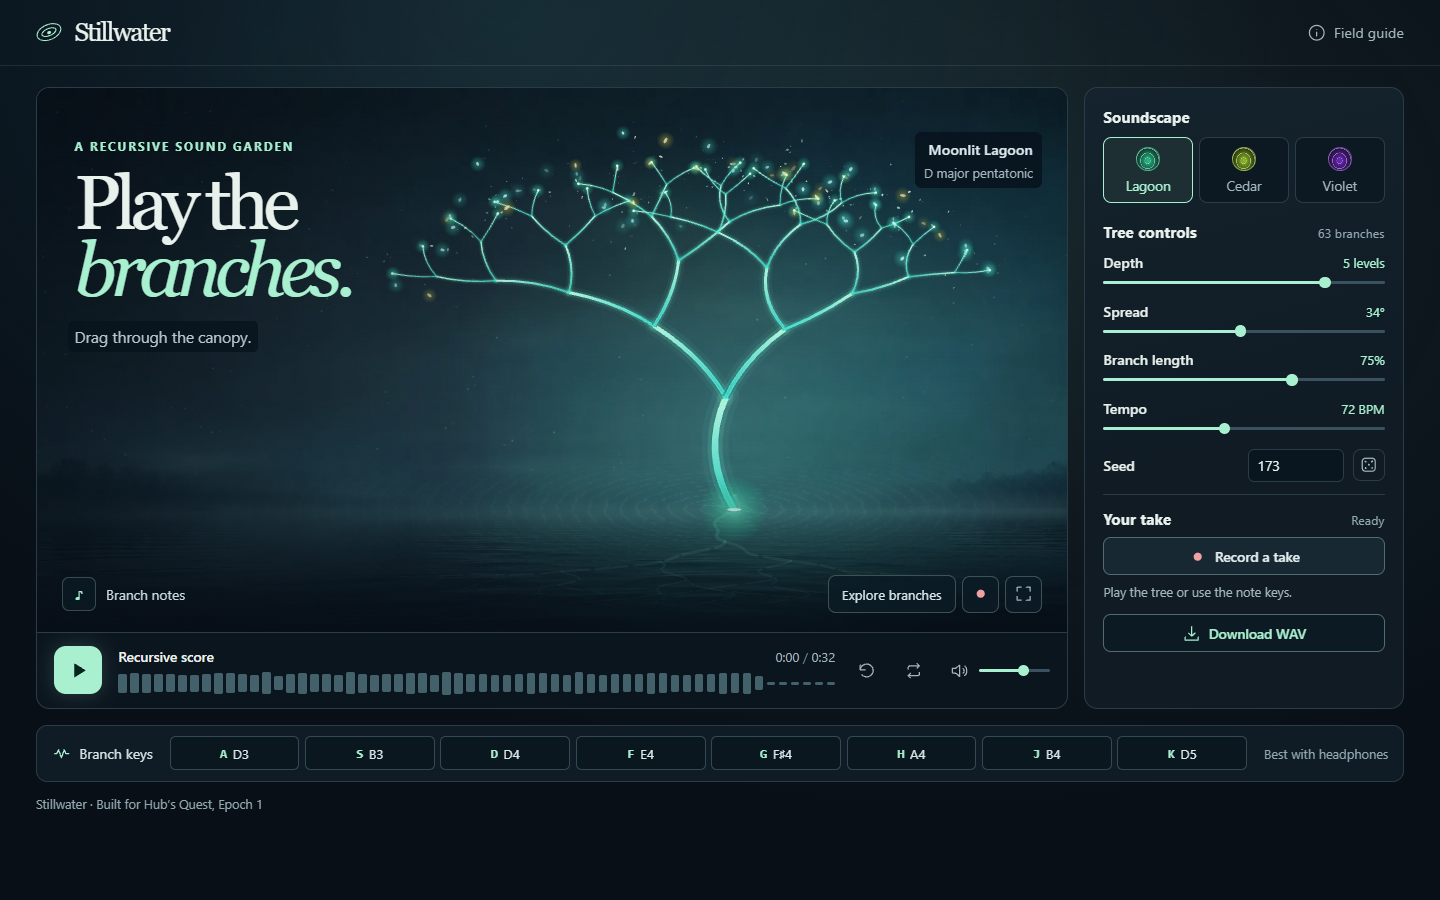 Stillwater
Field guide
A RECURSIVE SOUND GARDEN
Play the
branches.
Drag through the canopy.
Moonlit Lagoon
D major pentatonic
Branch notes
Explore branches
Recursive score
0:00 / 0:32
Soundscape
Lagoon
Cedar
Violet
Tree controls
63 branches
Depth
5 levels
Spread
34°
Branch length
75%
Tempo
72 BPM
Seed
173
Your take
Ready
Record a take
Play the tree or use the note keys.
Download WAV
Branch keys
A D3
S B3
D D4
F E4
G F♯4
H A4
J B4
K D5
Best with headphones
Stillwater · Built for Hub's Quest, Epoch 1